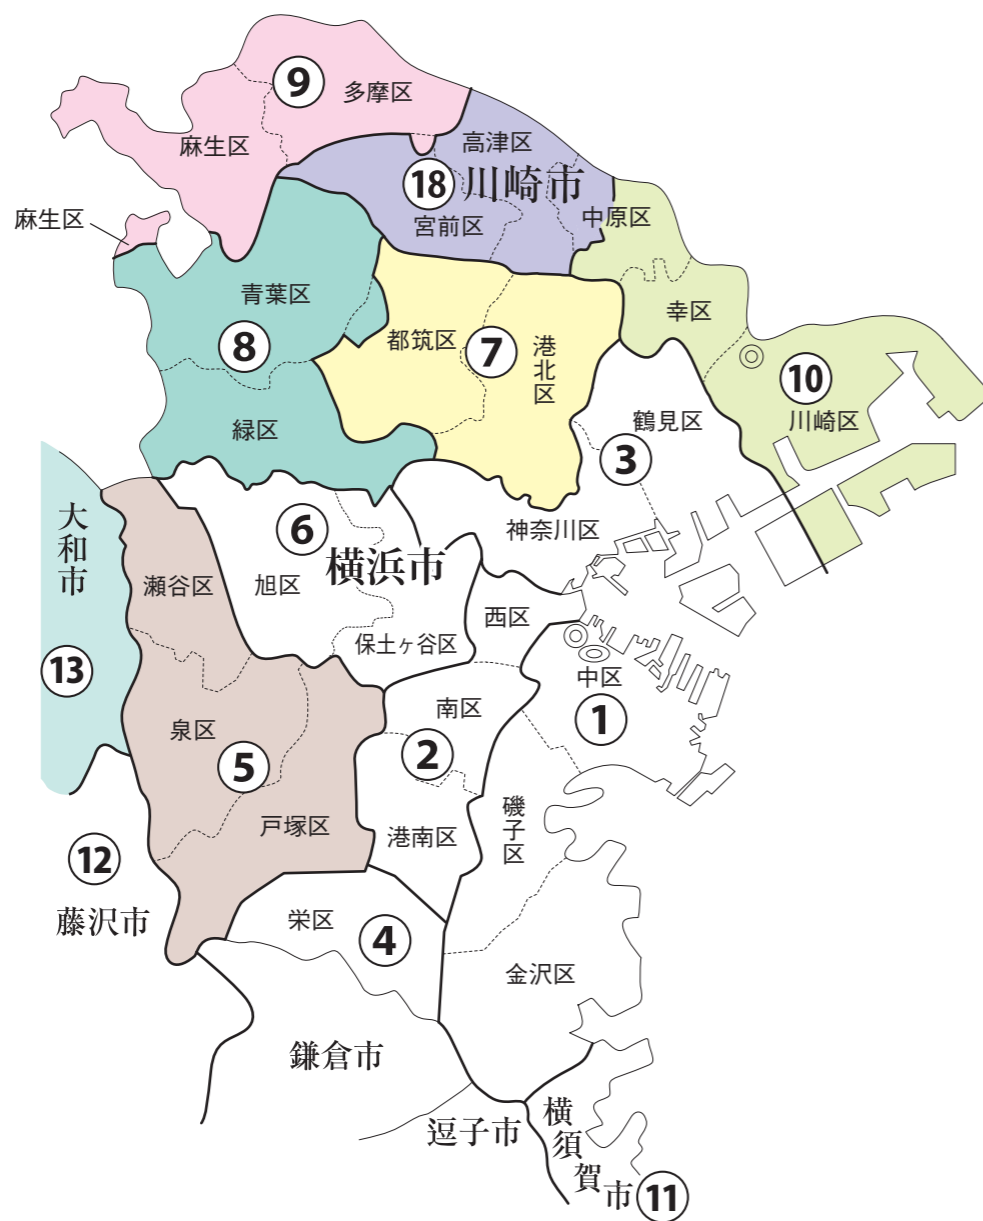 ⑨
多摩区
麻生区
高津区
⑱
川崎市
麻生区
宮前区
中原区
青葉区
⑧
都筑区
⑦
港北区
幸区
⑩
川崎区
緑区
鶴見区
③
大和市
⑥
神奈川区
横浜市
瀬谷区
旭区
西区
保土ヶ谷区
⑬
中区
①
南区
泉区
⑤
②
磯子区
戸塚区
港南区
⑫
藤沢市
栄区
④
金沢区
鎌倉市
逗子市
横須賀市
⑪